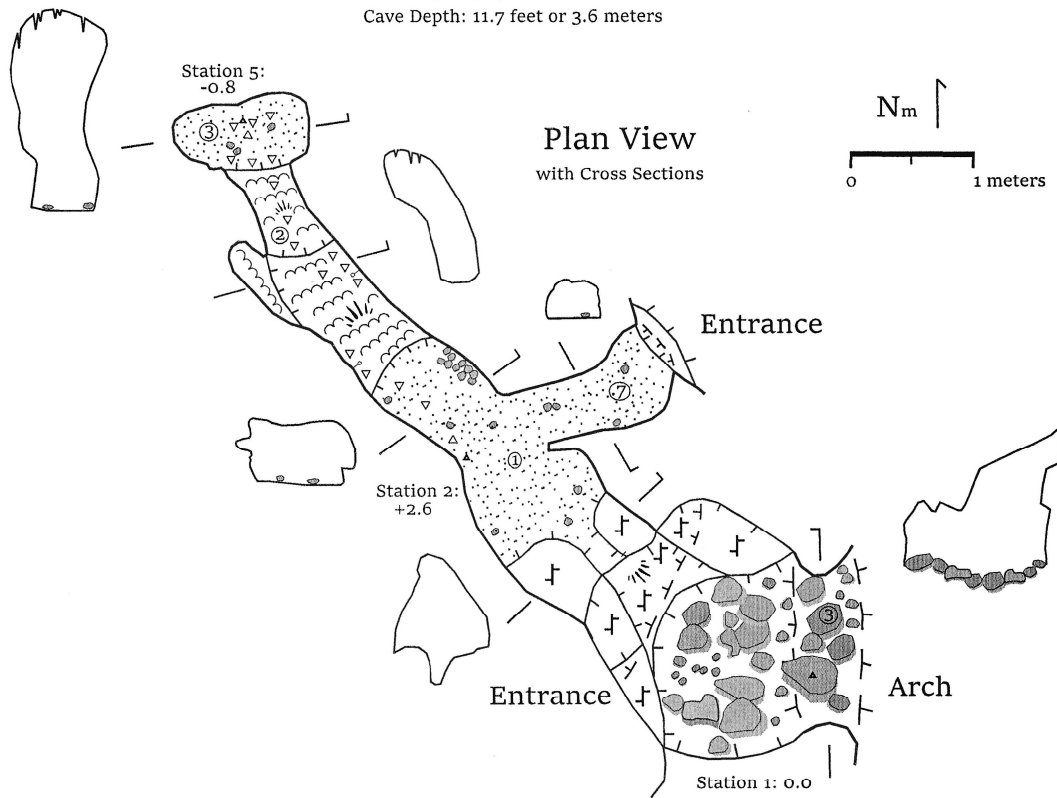 Cave Depth: 11.7 feet or 3.6 meters
Station 5:
-0.8
3
Plan View
with Cross Sections
Nm
0 1 meters
2
Entrance
.7
1
Station 2:
+2.6
3
Entrance
Arch
Station 1: 0.0